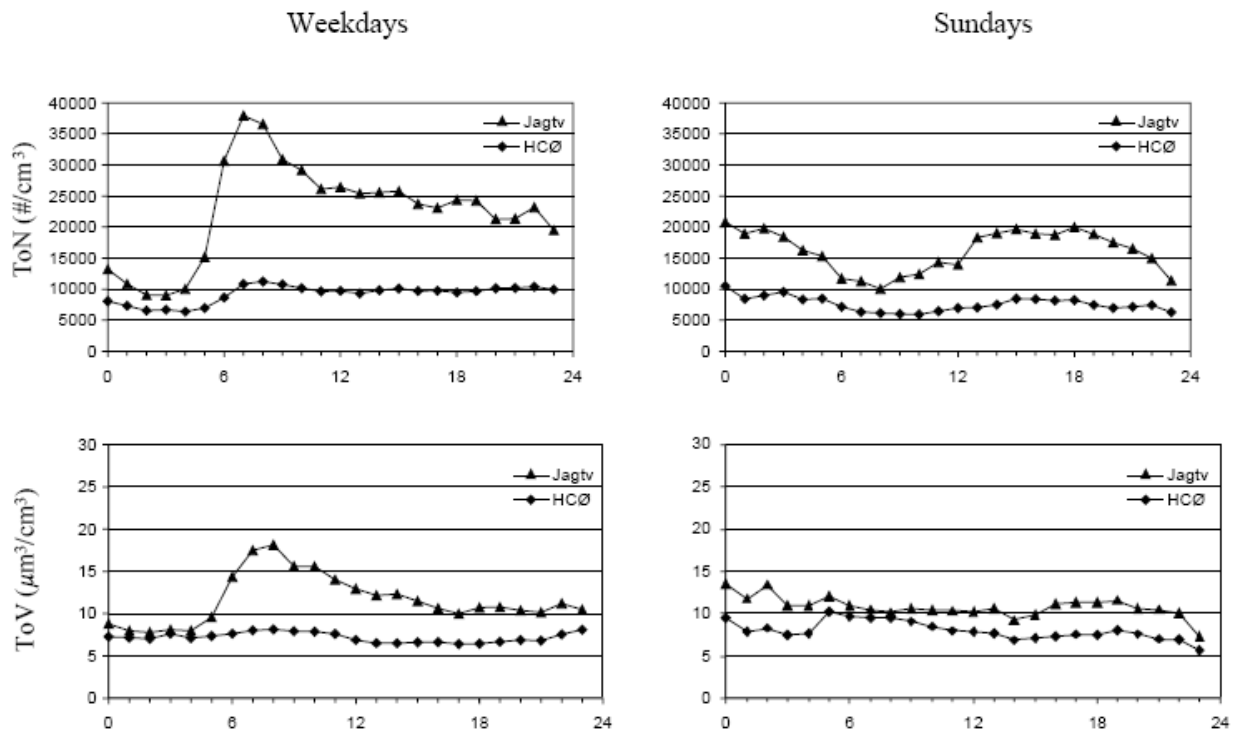 Weekdays
Sundays
ToN (#/cm³)
40000
35000
30000
25000
20000
15000
10000
5000
0
Jagtv
HCØ
0 6 12 18 24
40000
35000
30000
25000
20000
15000
10000
5000
0
Jagtv
HCØ
0 6 12 18 24
ToV (μm³/cm³)
30
25
20
15
10
5
0
Jagtv
HCØ
0 6 12 18 24
30
25
20
15
10
5
0
Jagtv
HCØ
0 6 12 18 24